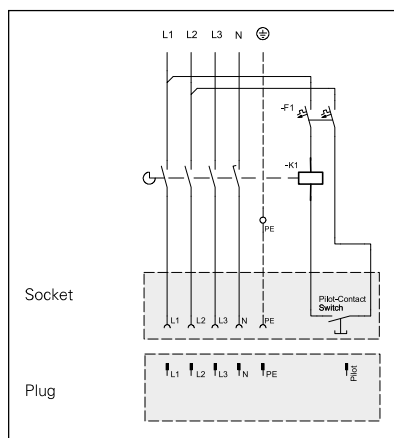 L1 L2 L3 N
-F1
-K1
PE
Socket
Pilot-Contact
Switch
L1 L2 L3 N PE
Plug
L1 L2 L3 N PE Pilot